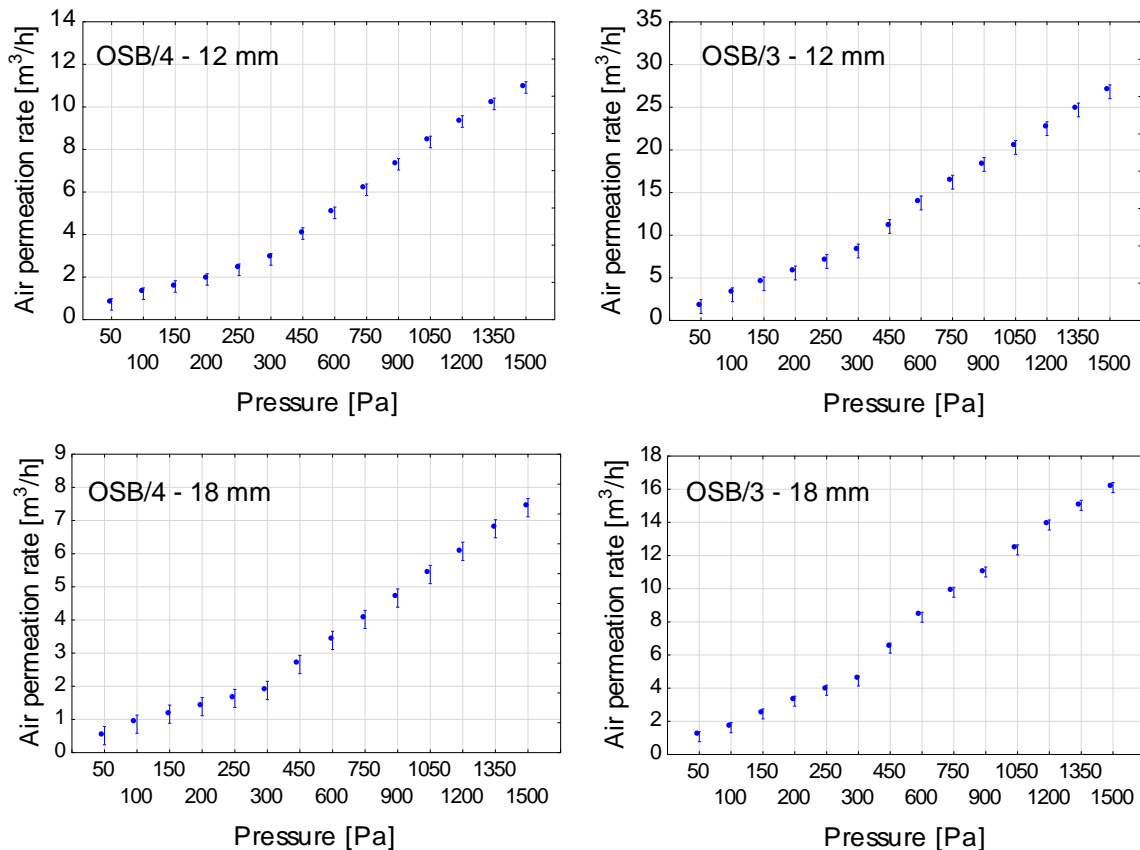 14
12
10
8
6
4
2
0
Air permeation rate [m³/h]
OSB/4 - 12 mm
50 150 250 450 750 1050 1350
100 200 300 600 900 1200 1500
Pressure [Pa]
35
30
25
20
15
10
5
0
Air permeation rate [m³/h]
OSB/3 - 12 mm
50 150 250 450 750 1050 1350
100 200 300 600 900 1200 1500
Pressure [Pa]
9
8
7
6
5
4
3
2
1
0
Air permeation rate [m³/h]
OSB/4 - 18 mm
50 150 250 450 750 1050 1350
100 200 300 600 900 1200 1500
Pressure [Pa]
18
16
14
12
10
8
6
4
2
0
Air permeation rate [m³/h]
OSB/3 - 18 mm
50 150 250 450 750 1050 1350
100 200 300 600 900 1200 1500
Pressure [Pa]